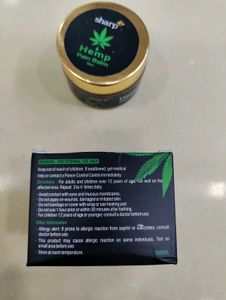 sharp
Hemp
Pain Balm
WARNING: FOR EXTERNAL USE ONLY
Keep out of reach of children. If swallowed, get medical
help or contact a Poison Control Centre immediately.
Directions: For adults and children over 12 years of age: rub well on the
affected area. Repeat 3 to 4 times daily.
- Avoid contact with eyes and mucous membranes.
- Do not apply on wounds, damaged or irritated skin.
- Do not bandage or cover with wrap or use heating pad.
- Do not use 1 hour prior or within 30 minutes after bathing.
- For children 12 years of age or younger, consult a doctor before use.
Other Information
- Allergy alert: If prone to allergic reaction from aspirin or salicylates, consult
doctor before use.
- This product may cause allergic reaction on some individuals. Test on
small area before use.
- Store at room temperature.
50ML